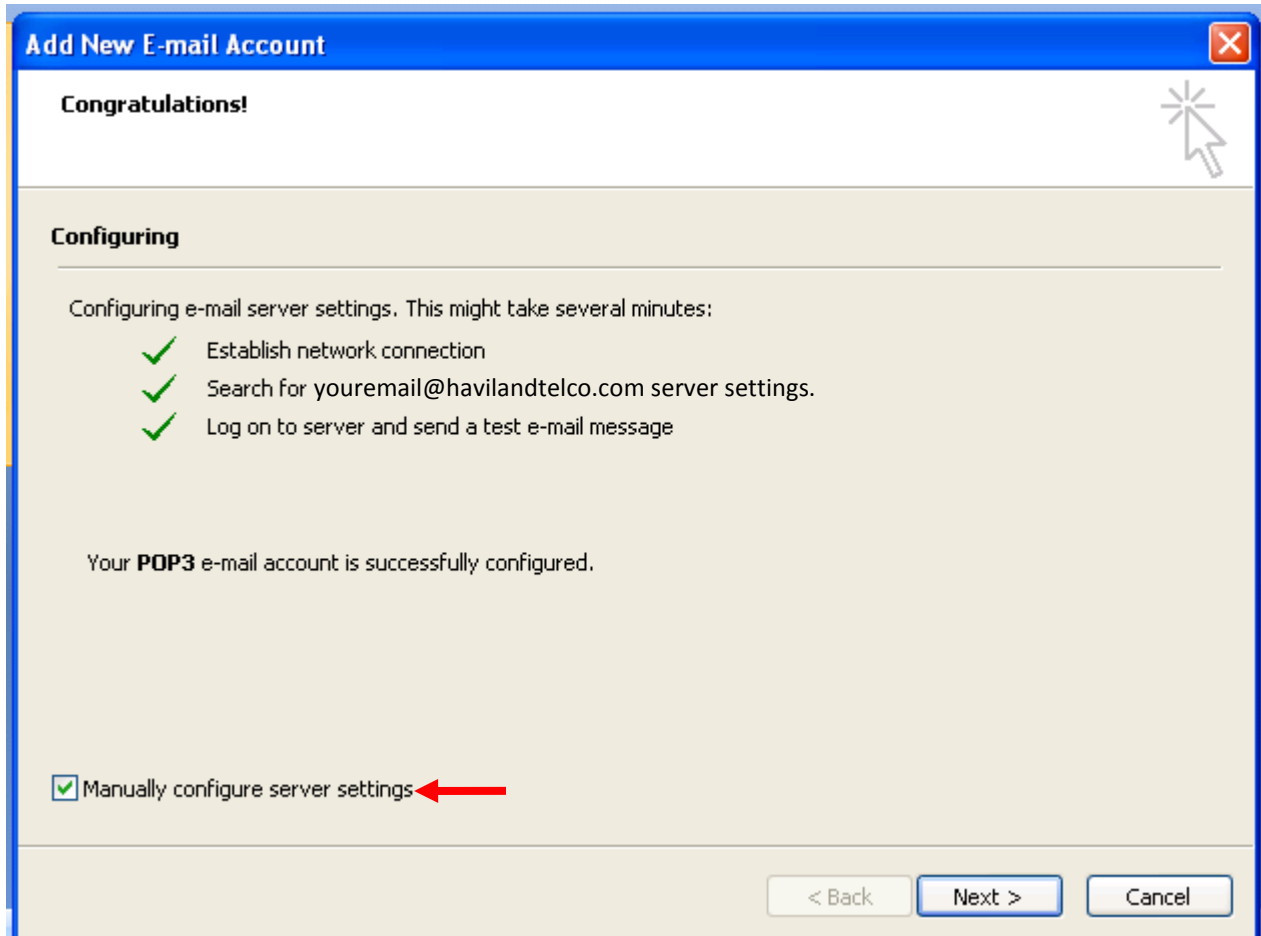 Add New E-mail Account
Congratulations!
Configuring
Configuring e-mail server settings. This might take several minutes:
Establish network connection
Search for youremail@havilandtelco.com server settings.
Log on to server and send a test e-mail message
Your POP3 e-mail account is successfully configured.
Manually configure server settings
< Back Next > Cancel